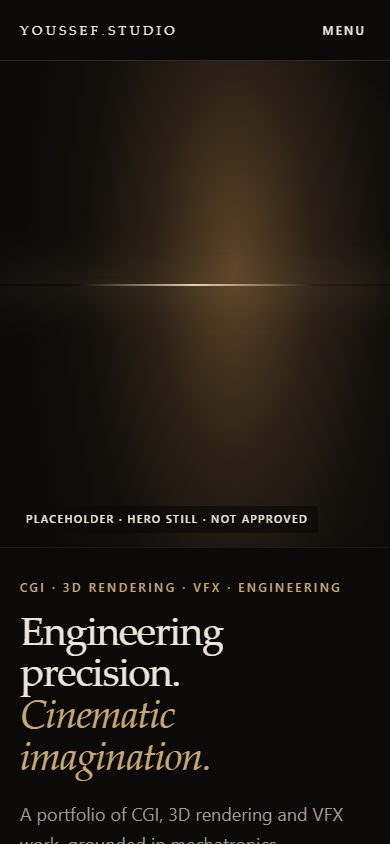 YOUSSEF.STUDIO
MENU
PLACEHOLDER · HERO STILL · NOT APPROVED
CGI · 3D RENDERING · VFX · ENGINEERING
Engineering
precision.
Cinematic
imagination.
A portfolio of CGI, 3D rendering and VFX
work, grounded in mechatronics